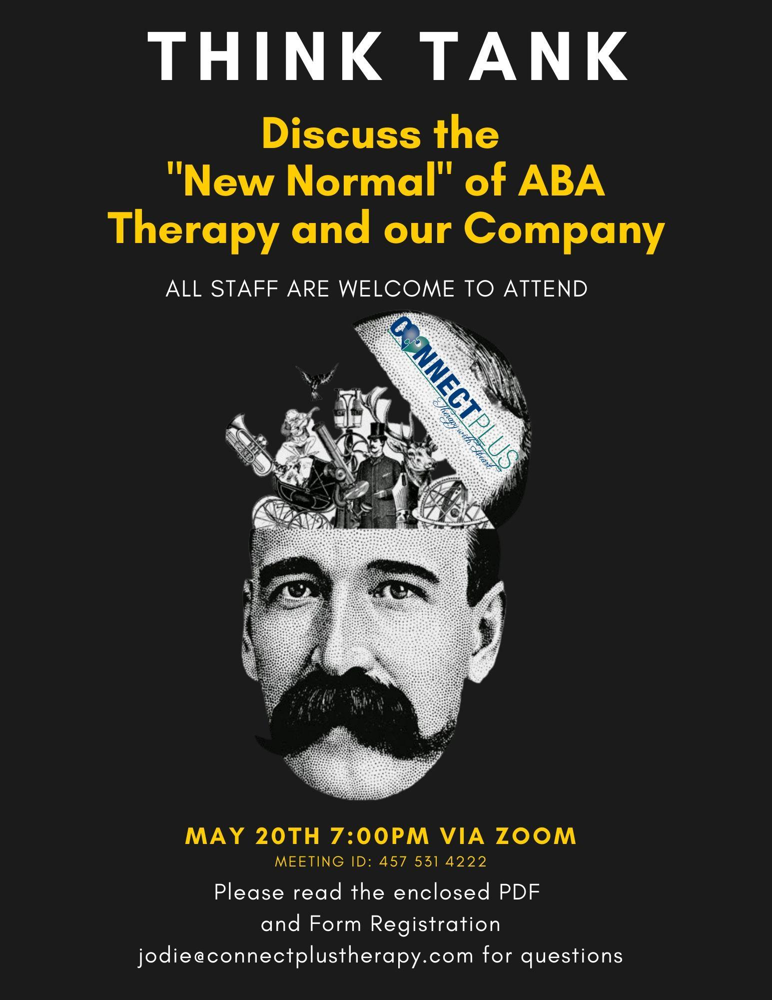 THINK TANK
Discuss the
"New Normal" of ABA
Therapy and our Company
ALL STAFF ARE WELCOME TO ATTEND
CONNECTPLUS
Therapy with Heart
MAY 20TH 7:00PM VIA ZOOM
MEETING ID: 457 531 4222
Please read the enclosed PDF
and Form Registration
jodie@connectplustherapy.com for questions